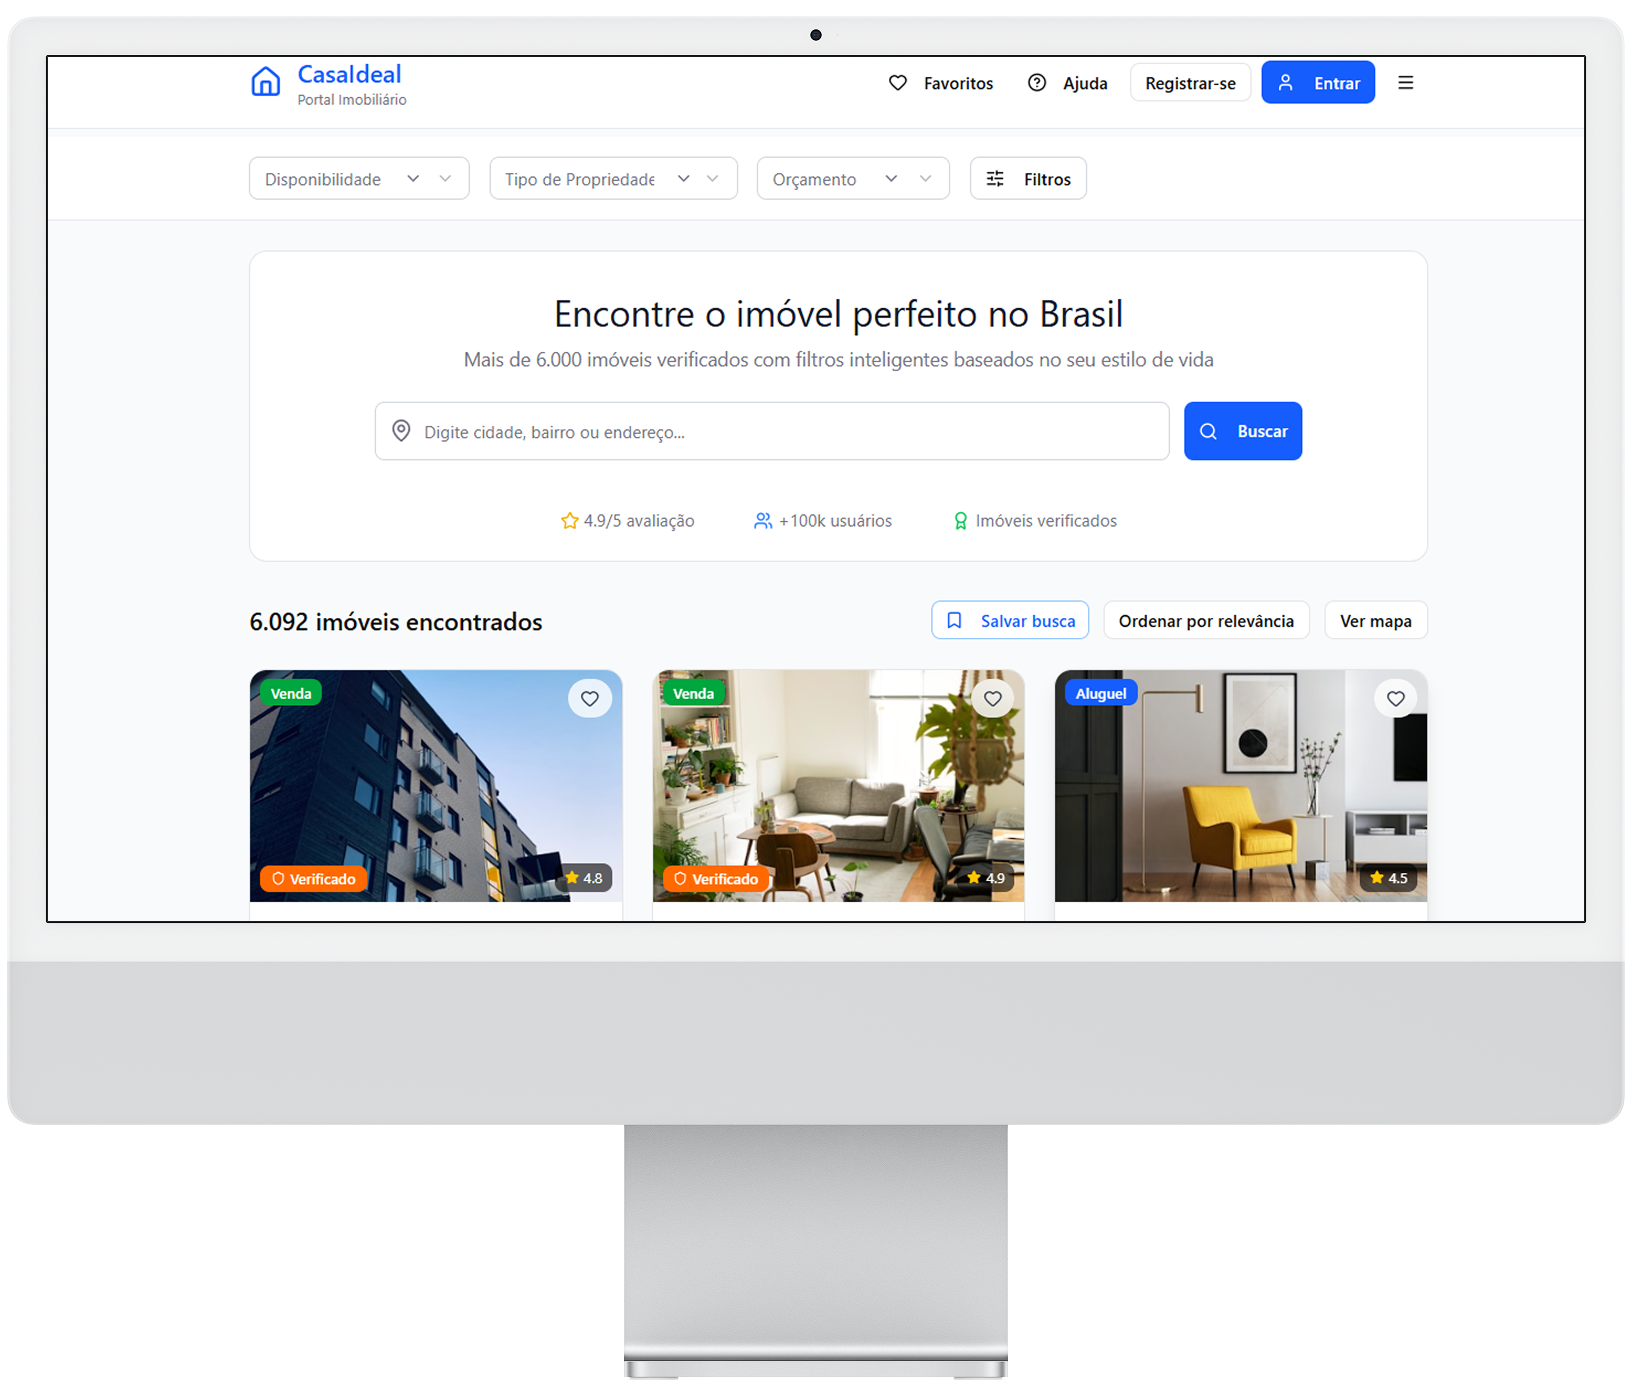 CasaIdeal
Portal Imobiliário
Favoritos
Ajuda
Registrar-se
Entrar
Disponibilidade
Tipo de Propriedade
Orçamento
Filtros
Encontre o imóvel perfeito no Brasil
Mais de 6.000 imóveis verificados com filtros inteligentes baseados no seu estilo de vida
Digite cidade, bairro ou endereço...
Buscar
4.9/5 avaliação
+100k usuários
Imóveis verificados
6.092 imóveis encontrados
Salvar busca
Ordenar por relevância
Ver mapa
Venda
Verificado
4.8
Venda
Verificado
4.9
Aluguel
4.5